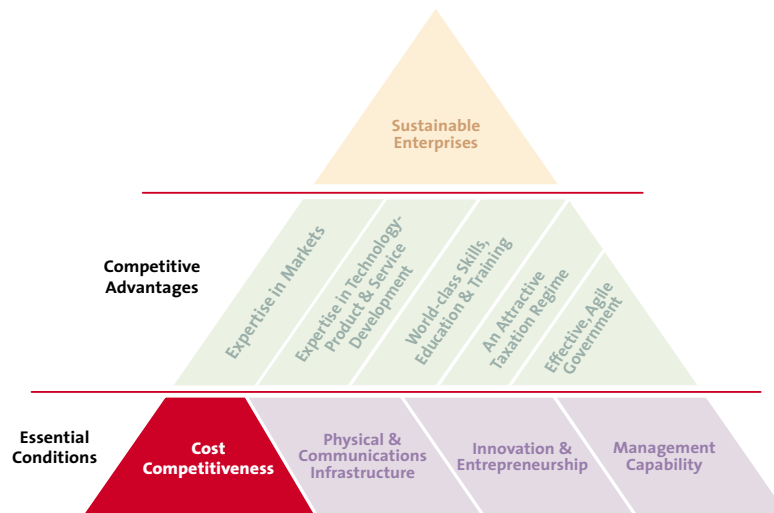 Sustainable
Enterprises
Competitive
Advantages
Expertise in Markets
Expertise in Technology-
Product & Service
Development
World-class Skills,
Education & Training
An Attractive
Taxation Regime
Effective, Agile
Government
Essential
Conditions
Cost
Competitiveness
Physical &
Communications
Infrastructure
Innovation &
Entrepreneurship
Management
Capability